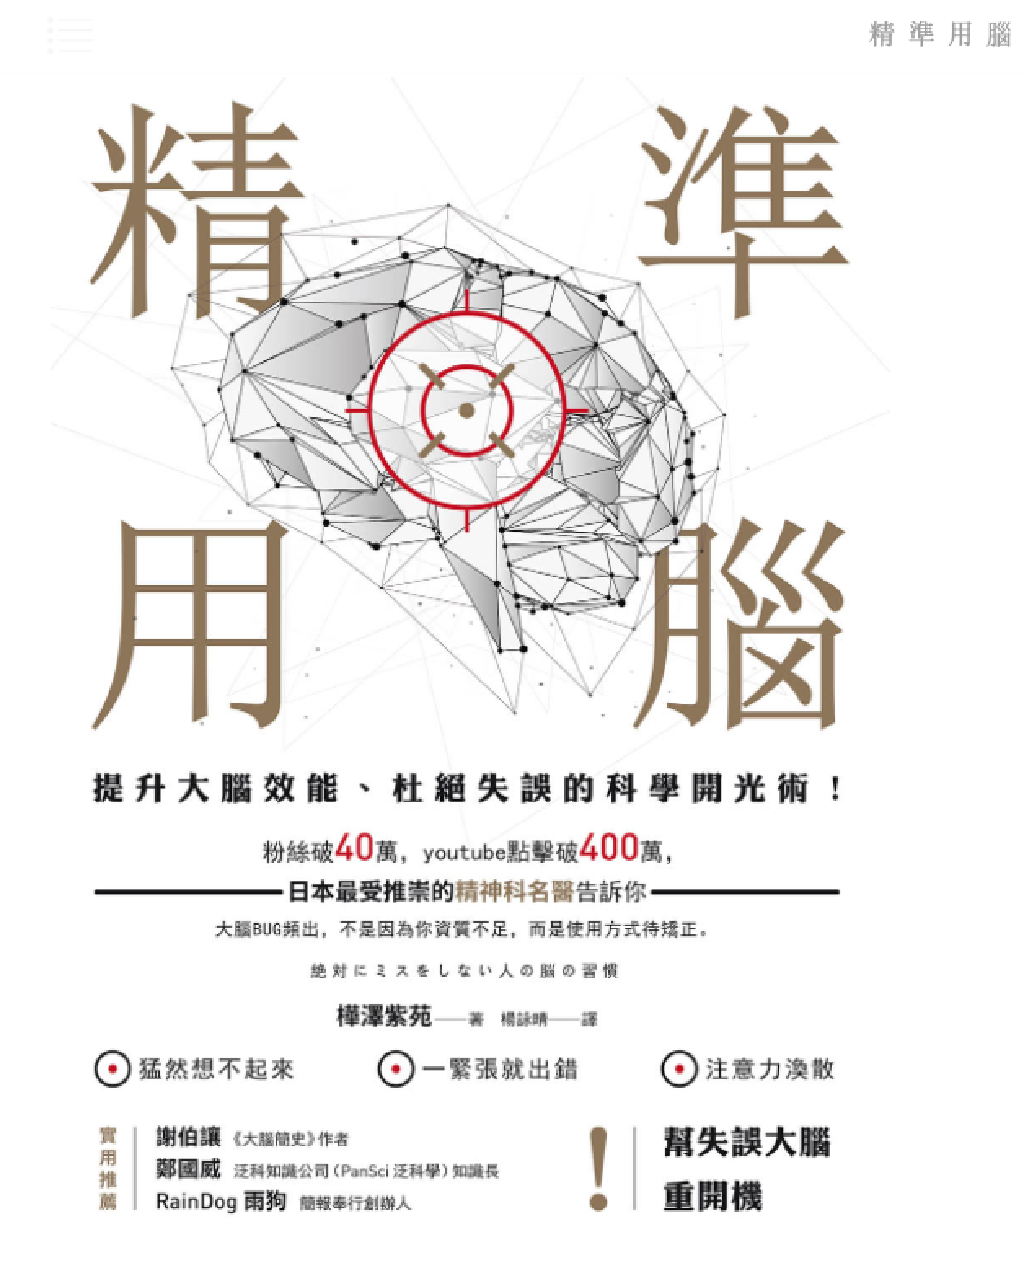 精準用腦
精準
用腦
提升大腦效能、杜絕失誤的科學開光術！
粉絲破40萬，youtube點擊破400萬，
日本最受推崇的精神科名醫告訴你
大腦BUG頻出，不是因為你資質不足，而是使用方式待矯正。
絶対にミスをしない人の脳の習慣
樺澤紫苑——著 楊詠晴——譯
猛然想不起來 一緊張就出錯 注意力渙散
實用推薦
謝伯讓 《大腦簡史》作者
鄭國威 泛科知識公司（PanSci 泛科學）知識長
RainDog 雨狗 簡報奉行創辦人
！
幫失誤大腦
重開機